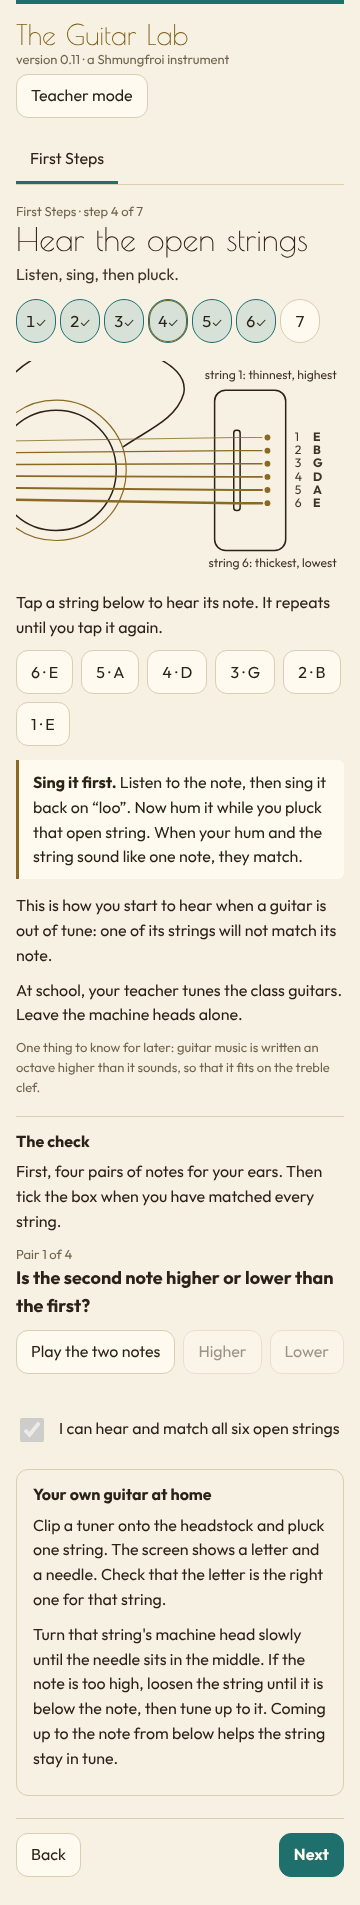 The Guitar Lab
version 0.11 · a Shmungfroi instrument
Teacher mode
First Steps
First Steps · step 4 of 7
Hear the open strings
Listen, sing, then pluck.
1✓ 2✓ 3✓ 4✓ 5✓ 6✓ 7
string 1: thinnest, highest
1 E
2 B
3 G
4 D
5 A
6 E
string 6: thickest, lowest
Tap a string below to hear its note. It repeats
until you tap it again.
6 · E 5 · A 4 · D 3 · G 2 · B
1 · E
Sing it first. Listen to the note, then sing it
back on “loo”. Now hum it while you pluck
that open string. When your hum and the
string sound like one note, they match.
This is how you start to hear when a guitar is
out of tune: one of its strings will not match its
note.
At school, your teacher tunes the class guitars.
Leave the machine heads alone.
One thing to know for later: guitar music is written an
octave higher than it sounds, so that it fits on the treble
clef.
The check
First, four pairs of notes for your ears. Then
tick the box when you have matched every
string.
Pair 1 of 4
Is the second note higher or lower than
the first?
Play the two notes Higher Lower
I can hear and match all six open strings
Your own guitar at home
Clip a tuner onto the headstock and pluck
one string. The screen shows a letter and
a needle. Check that the letter is the right
one for that string.
Turn that string's machine head slowly
until the needle sits in the middle. If the
note is too high, loosen the string until it is
below the note, then tune up to it. Coming
up to the note from below helps the string
stay in tune.
Back Next